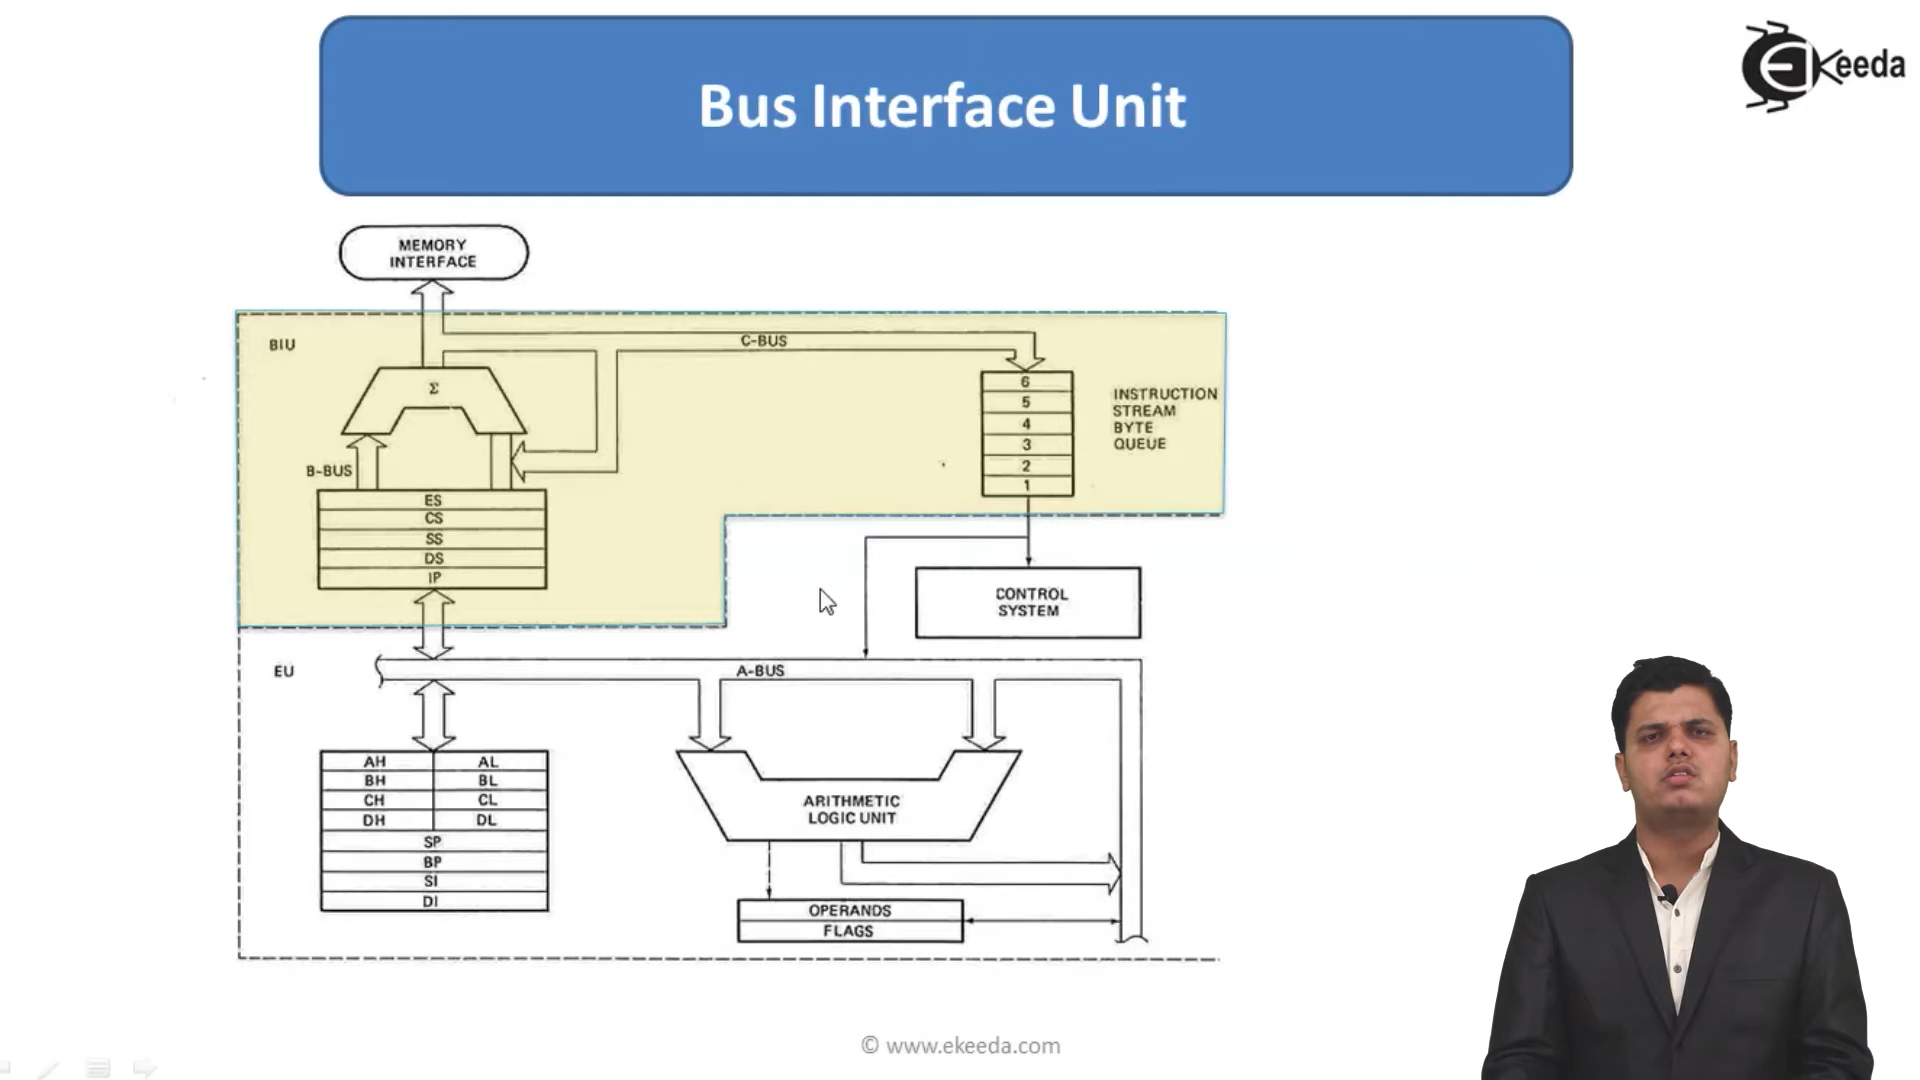 Bus Interface Unit
EKeeda
MEMORY
INTERFACE
BIU
C-BUS
Σ
6
5
4
3
2
1
INSTRUCTION
STREAM
BYTE
QUEUE
B-BUS
ES
CS
SS
DS
IP
CONTROL
SYSTEM
EU
A-BUS
AH AL
BH BL
CH CL
DH DL
SP
BP
SI
DI
ARITHMETIC
LOGIC UNIT
OPERANDS
FLAGS
© www.ekeeda.com